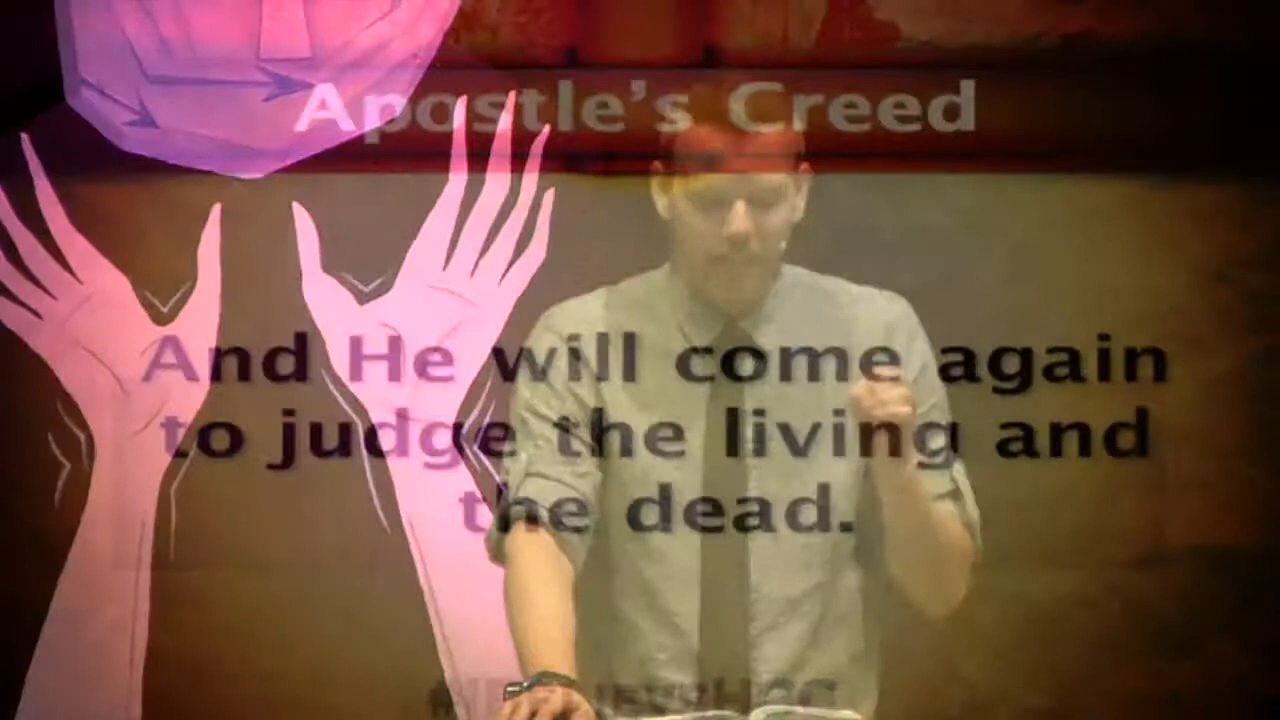 Apostle's Creed
And He will come again
to judge the living and
the dead.